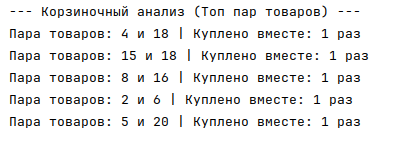 --- Корзиночный анализ (Топ пар товаров) ---
Пара товаров: 4 и 18 | Куплено вместе: 1 раз
Пара товаров: 15 и 18 | Куплено вместе: 1 раз
Пара товаров: 8 и 16 | Куплено вместе: 1 раз
Пара товаров: 2 и 6 | Куплено вместе: 1 раз
Пара товаров: 5 и 20 | Куплено вместе: 1 раз